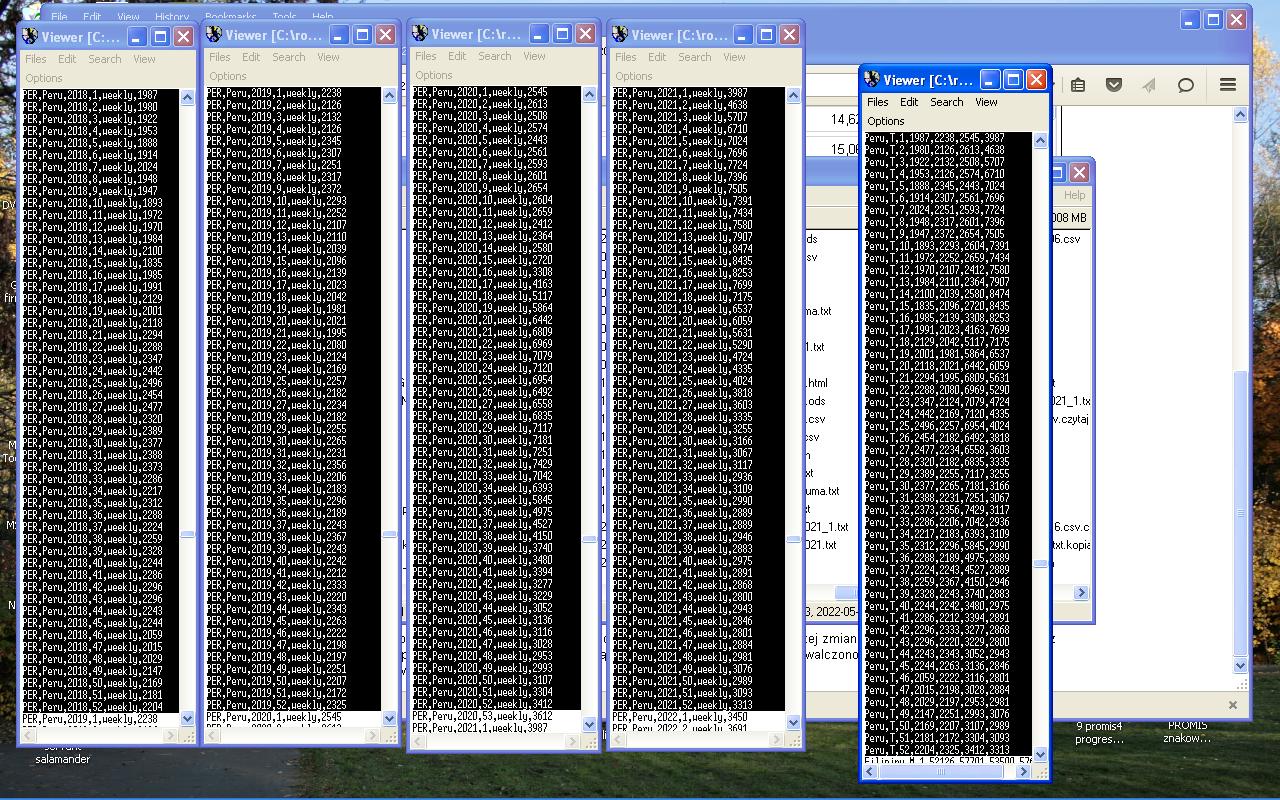 File Edit View History Bookmarks Tools Help
Viewer [C:...
Files Edit Search View
Options
PER,Peru,2018,1,weekly,1987
PER,Peru,2018,2,weekly,1980
PER,Peru,2018,3,weekly,1922
PER,Peru,2018,4,weekly,1953
PER,Peru,2018,5,weekly,1888
PER,Peru,2018,6,weekly,1914
PER,Peru,2018,7,weekly,2024
PER,Peru,2018,8,weekly,1948
PER,Peru,2018,9,weekly,1947
PER,Peru,2018,10,weekly,1893
PER,Peru,2018,11,weekly,1972
PER,Peru,2018,12,weekly,1970
PER,Peru,2018,13,weekly,1984
PER,Peru,2018,14,weekly,2100
PER,Peru,2018,15,weekly,1835
PER,Peru,2018,16,weekly,1985
PER,Peru,2018,17,weekly,1991
PER,Peru,2018,18,weekly,2129
PER,Peru,2018,19,weekly,2001
PER,Peru,2018,20,weekly,2118
PER,Peru,2018,21,weekly,2294
PER,Peru,2018,22,weekly,2288
PER,Peru,2018,23,weekly,2347
PER,Peru,2018,24,weekly,2442
PER,Peru,2018,25,weekly,2496
PER,Peru,2018,26,weekly,2454
PER,Peru,2018,27,weekly,2477
PER,Peru,2018,28,weekly,2320
PER,Peru,2018,29,weekly,2389
PER,Peru,2018,30,weekly,2377
PER,Peru,2018,31,weekly,2388
PER,Peru,2018,32,weekly,2373
PER,Peru,2018,33,weekly,2286
PER,Peru,2018,34,weekly,2217
PER,Peru,2018,35,weekly,2312
PER,Peru,2018,36,weekly,2288
PER,Peru,2018,37,weekly,2224
PER,Peru,2018,38,weekly,2259
PER,Peru,2018,39,weekly,2328
PER,Peru,2018,40,weekly,2244
PER,Peru,2018,41,weekly,2286
PER,Peru,2018,42,weekly,2296
PER,Peru,2018,43,weekly,2296
PER,Peru,2018,44,weekly,2243
PER,Peru,2018,45,weekly,2244
PER,Peru,2018,46,weekly,2059
PER,Peru,2018,47,weekly,2015
PER,Peru,2018,48,weekly,2029
PER,Peru,2018,49,weekly,2147
PER,Peru,2018,50,weekly,2169
PER,Peru,2018,51,weekly,2181
PER,Peru,2018,52,weekly,2204
PER,Peru,2019,1,weekly,2238
Viewer [C:\ro...
Files Edit Search View
Options
PER,Peru,2019,1,weekly,2238
PER,Peru,2019,2,weekly,2126
PER,Peru,2019,3,weekly,2132
PER,Peru,2019,4,weekly,2126
PER,Peru,2019,5,weekly,2345
PER,Peru,2019,6,weekly,2307
PER,Peru,2019,7,weekly,2251
PER,Peru,2019,8,weekly,2317
PER,Peru,2019,9,weekly,2372
PER,Peru,2019,10,weekly,2293
PER,Peru,2019,11,weekly,2252
PER,Peru,2019,12,weekly,2107
PER,Peru,2019,13,weekly,2110
PER,Peru,2019,14,weekly,2039
PER,Peru,2019,15,weekly,2096
PER,Peru,2019,16,weekly,2139
PER,Peru,2019,17,weekly,2023
PER,Peru,2019,18,weekly,2042
PER,Peru,2019,19,weekly,1981
PER,Peru,2019,20,weekly,2021
PER,Peru,2019,21,weekly,1995
PER,Peru,2019,22,weekly,2080
PER,Peru,2019,23,weekly,2124
PER,Peru,2019,24,weekly,2169
PER,Peru,2019,25,weekly,2257
PER,Peru,2019,26,weekly,2182
PER,Peru,2019,27,weekly,2234
PER,Peru,2019,28,weekly,2182
PER,Peru,2019,29,weekly,2255
PER,Peru,2019,30,weekly,2265
PER,Peru,2019,31,weekly,2231
PER,Peru,2019,32,weekly,2356
PER,Peru,2019,33,weekly,2206
PER,Peru,2019,34,weekly,2183
PER,Peru,2019,35,weekly,2296
PER,Peru,2019,36,weekly,2189
PER,Peru,2019,37,weekly,2243
PER,Peru,2019,38,weekly,2367
PER,Peru,2019,39,weekly,2243
PER,Peru,2019,40,weekly,2242
PER,Peru,2019,41,weekly,2212
PER,Peru,2019,42,weekly,2333
PER,Peru,2019,43,weekly,2220
PER,Peru,2019,44,weekly,2343
PER,Peru,2019,45,weekly,2263
PER,Peru,2019,46,weekly,2222
PER,Peru,2019,47,weekly,2198
PER,Peru,2019,48,weekly,2197
PER,Peru,2019,49,weekly,2251
PER,Peru,2019,50,weekly,2207
PER,Peru,2019,51,weekly,2172
PER,Peru,2019,52,weekly,2325
PER,Peru,2020,1,weekly,2545
Viewer [C:\r...
Files Edit Search View
Options
PER,Peru,2020,1,weekly,2545
PER,Peru,2020,2,weekly,2613
PER,Peru,2020,3,weekly,2508
PER,Peru,2020,4,weekly,2574
PER,Peru,2020,5,weekly,2443
PER,Peru,2020,6,weekly,2561
PER,Peru,2020,7,weekly,2593
PER,Peru,2020,8,weekly,2601
PER,Peru,2020,9,weekly,2654
PER,Peru,2020,10,weekly,2604
PER,Peru,2020,11,weekly,2659
PER,Peru,2020,12,weekly,2412
PER,Peru,2020,13,weekly,2364
PER,Peru,2020,14,weekly,2580
PER,Peru,2020,15,weekly,2720
PER,Peru,2020,16,weekly,3308
PER,Peru,2020,17,weekly,4163
PER,Peru,2020,18,weekly,5117
PER,Peru,2020,19,weekly,5864
PER,Peru,2020,20,weekly,6442
PER,Peru,2020,21,weekly,6809
PER,Peru,2020,22,weekly,6969
PER,Peru,2020,23,weekly,7079
PER,Peru,2020,24,weekly,7120
PER,Peru,2020,25,weekly,6954
PER,Peru,2020,26,weekly,6492
PER,Peru,2020,27,weekly,6558
PER,Peru,2020,28,weekly,6835
PER,Peru,2020,29,weekly,7117
PER,Peru,2020,30,weekly,7181
PER,Peru,2020,31,weekly,7251
PER,Peru,2020,32,weekly,7429
PER,Peru,2020,33,weekly,7042
PER,Peru,2020,34,weekly,6393
PER,Peru,2020,35,weekly,5845
PER,Peru,2020,36,weekly,4975
PER,Peru,2020,37,weekly,4527
PER,Peru,2020,38,weekly,4150
PER,Peru,2020,39,weekly,3740
PER,Peru,2020,40,weekly,3480
PER,Peru,2020,41,weekly,3394
PER,Peru,2020,42,weekly,3277
PER,Peru,2020,43,weekly,3229
PER,Peru,2020,44,weekly,3052
PER,Peru,2020,45,weekly,3136
PER,Peru,2020,46,weekly,3116
PER,Peru,2020,47,weekly,3028
PER,Peru,2020,48,weekly,2953
PER,Peru,2020,49,weekly,2993
PER,Peru,2020,50,weekly,3107
PER,Peru,2020,51,weekly,3304
PER,Peru,2020,52,weekly,3412
PER,Peru,2020,53,weekly,3612
PER,Peru,2021,1,weekly,3987
Viewer [C:\ro...
Files Edit Search View
Options
PER,Peru,2021,1,weekly,3987
PER,Peru,2021,2,weekly,4638
PER,Peru,2021,3,weekly,5707
PER,Peru,2021,4,weekly,6710
PER,Peru,2021,5,weekly,7024
PER,Peru,2021,6,weekly,7696
PER,Peru,2021,7,weekly,7724
PER,Peru,2021,8,weekly,7396
PER,Peru,2021,9,weekly,7505
PER,Peru,2021,10,weekly,7391
PER,Peru,2021,11,weekly,7434
PER,Peru,2021,12,weekly,7580
PER,Peru,2021,13,weekly,7907
PER,Peru,2021,14,weekly,8474
PER,Peru,2021,15,weekly,8435
PER,Peru,2021,16,weekly,8253
PER,Peru,2021,17,weekly,7699
PER,Peru,2021,18,weekly,7175
PER,Peru,2021,19,weekly,6537
PER,Peru,2021,20,weekly,6059
PER,Peru,2021,21,weekly,5631
PER,Peru,2021,22,weekly,5290
PER,Peru,2021,23,weekly,4724
PER,Peru,2021,24,weekly,4335
PER,Peru,2021,25,weekly,4024
PER,Peru,2021,26,weekly,3818
PER,Peru,2021,27,weekly,3603
PER,Peru,2021,28,weekly,3335
PER,Peru,2021,29,weekly,3255
PER,Peru,2021,30,weekly,3166
PER,Peru,2021,31,weekly,3067
PER,Peru,2021,32,weekly,3117
PER,Peru,2021,33,weekly,2936
PER,Peru,2021,34,weekly,3109
PER,Peru,2021,35,weekly,2990
PER,Peru,2021,36,weekly,2889
PER,Peru,2021,37,weekly,2889
PER,Peru,2021,38,weekly,2946
PER,Peru,2021,39,weekly,2883
PER,Peru,2021,40,weekly,2975
PER,Peru,2021,41,weekly,2891
PER,Peru,2021,42,weekly,2868
PER,Peru,2021,43,weekly,2800
PER,Peru,2021,44,weekly,2943
PER,Peru,2021,45,weekly,2846
PER,Peru,2021,46,weekly,2801
PER,Peru,2021,47,weekly,2884
PER,Peru,2021,48,weekly,2981
PER,Peru,2021,49,weekly,3076
PER,Peru,2021,50,weekly,2989
PER,Peru,2021,51,weekly,3093
PER,Peru,2021,52,weekly,3313
PER,Peru,2022,1,weekly,3450
PER,Peru,2022,2,weekly,3691
Viewer [C:\r...
Files Edit Search View
Options
Peru,T,1,1987,2238,2545,3987
Peru,T,2,1980,2126,2613,4638
Peru,T,3,1922,2132,2508,5707
Peru,T,4,1953,2126,2574,6710
Peru,T,5,1888,2345,2443,7024
Peru,T,6,1914,2307,2561,7696
Peru,T,7,2024,2251,2593,7724
Peru,T,8,1948,2317,2601,7396
Peru,T,9,1947,2372,2654,7505
Peru,T,10,1893,2293,2604,7391
Peru,T,11,1972,2252,2659,7434
Peru,T,12,1970,2107,2412,7580
Peru,T,13,1984,2110,2364,7907
Peru,T,14,2100,2039,2580,8474
Peru,T,15,1835,2096,2720,8435
Peru,T,16,1985,2139,3308,8253
Peru,T,17,1991,2023,4163,7699
Peru,T,18,2129,2042,5117,7175
Peru,T,19,2001,1981,5864,6537
Peru,T,20,2118,2021,6442,6059
Peru,T,21,2294,1995,6809,5631
Peru,T,22,2288,2080,6969,5290
Peru,T,23,2347,2124,7079,4724
Peru,T,24,2442,2169,7120,4335
Peru,T,25,2496,2257,6954,4024
Peru,T,26,2454,2182,6492,3818
Peru,T,27,2477,2234,6558,3603
Peru,T,28,2320,2182,6835,3335
Peru,T,29,2389,2255,7117,3255
Peru,T,30,2377,2265,7181,3166
Peru,T,31,2388,2231,7251,3067
Peru,T,32,2373,2356,7429,3117
Peru,T,33,2286,2206,7042,2936
Peru,T,34,2217,2183,6393,3109
Peru,T,35,2312,2296,5845,2990
Peru,T,36,2288,2189,4975,2889
Peru,T,37,2224,2243,4527,2889
Peru,T,38,2259,2367,4150,2946
Peru,T,39,2328,2243,3740,2883
Peru,T,40,2244,2242,3480,2975
Peru,T,41,2286,2212,3394,2891
Peru,T,42,2296,2333,3277,2868
Peru,T,43,2296,2220,3229,2800
Peru,T,44,2243,2343,3052,2943
Peru,T,45,2244,2263,3136,2846
Peru,T,46,2059,2222,3116,2801
Peru,T,47,2015,2198,3028,2884
Peru,T,48,2029,2197,2953,2981
Peru,T,49,2147,2251,2993,3076
Peru,T,50,2169,2207,3107,2989
Peru,T,51,2181,2172,3304,3093
Peru,T,52,2204,2325,3412,3313
Help
008 MB
6.csv
ma.txt
1.txt
.html
.ods
.csv
uma.txt
021_1.txt
021.txt
021_1.tx
v.czytaj
6.csv.c
txt.kopia
3, 2022-05-
ej zmian
walczono
salamander
9 promis4
progres...
PROMIS
znakow...